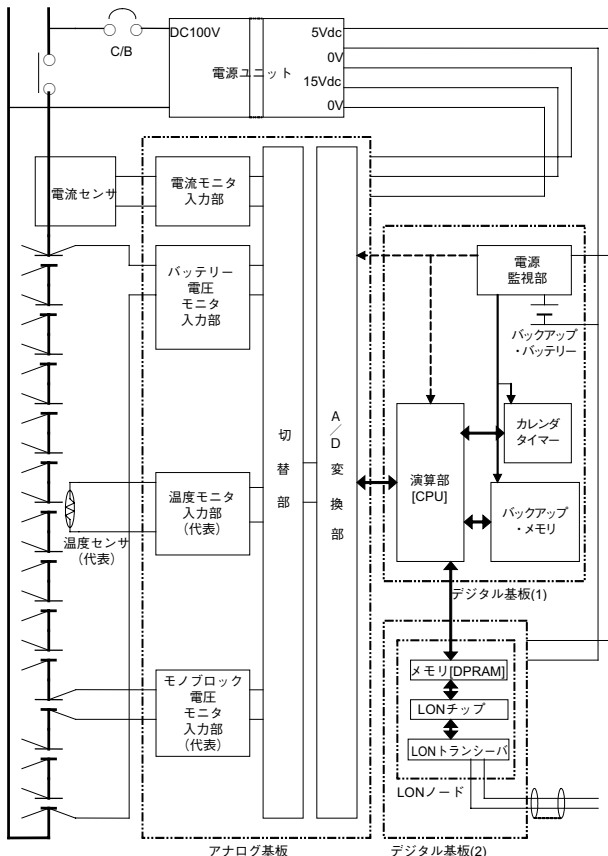 DC100V
5Vdc
C/B
0V
電源ユニット
15Vdc
0V
電流センサ
電流モニタ
入力部
バッテリー
電圧
モニタ
入力部
電源
監視部
バックアップ
・バッテリー
切替部
A/D変換部
演算部
[CPU]
カレンダ
タイマー
バックアップ
・メモリ
温度モニタ
入力部
(代表)
温度センサ
(代表)
デジタル基板(1)
モノブロック
電圧
モニタ
入力部
(代表)
メモリ[DPRAM]
LONチップ
LONトランシーバ
LONノード
アナログ基板
デジタル基板(2)